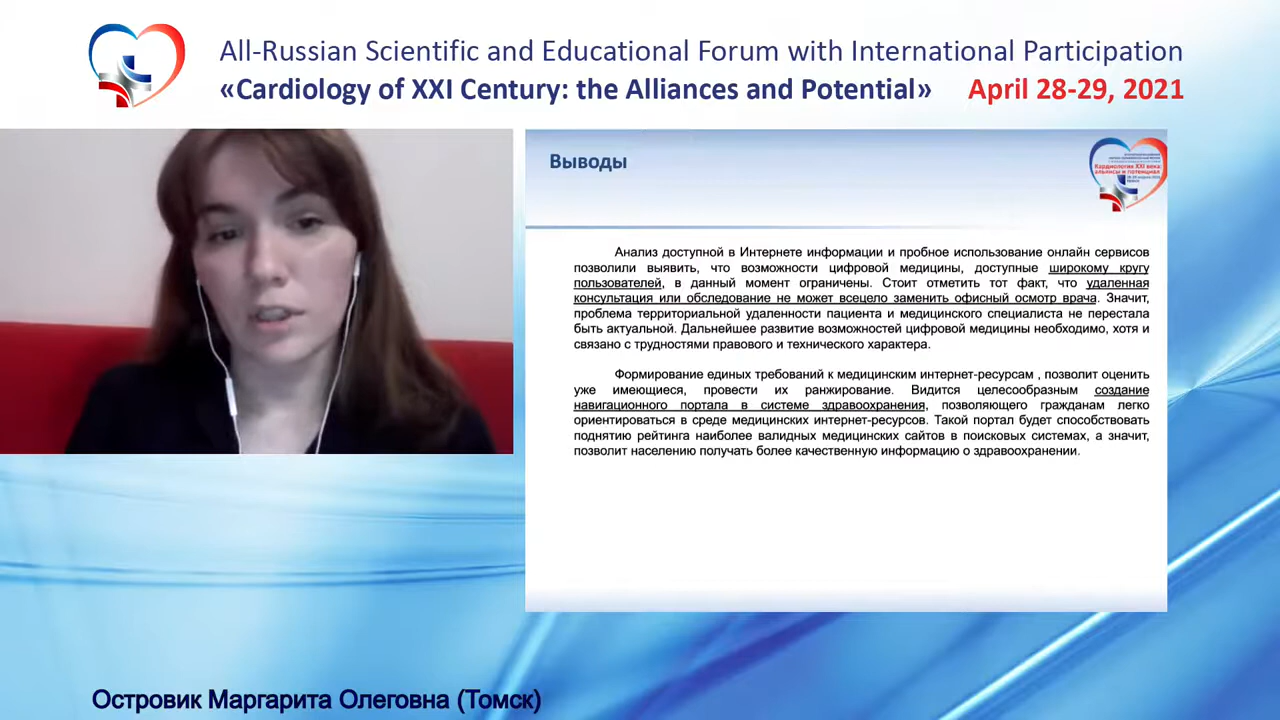 All-Russian Scientific and Educational Forum with International Participation
«Cardiology of XXI Century: the Alliances and Potential» April 28-29, 2021
Выводы
Кардиология XXI века:
альянсы и потенциал
Анализ доступной в Интернете информации и пробное использование онлайн сервисов
позволили выявить, что возможности цифровой медицины, доступные широкому кругу
пользователей, в данный момент ограничены. Стоит отметить тот факт, что удаленная
консультация или обследование не может всецело заменить офисный осмотр врача. Значит,
проблема территориальной удаленности пациента и медицинского специалиста не перестала
быть актуальной. Дальнейшее развитие возможностей цифровой медицины необходимо, хотя и
связано с трудностями правового и технического характера.
Формирование единых требований к медицинским интернет-ресурсам , позволит оценить
уже имеющиеся, провести их ранжирование. Видится целесообразным создание
навигационного портала в системе здравоохранения, позволяющего гражданам легко
ориентироваться в среде медицинских интернет-ресурсов. Такой портал будет способствовать
поднятию рейтинга наиболее валидных медицинских сайтов в поисковых системах, а значит,
позволит населению получать более качественную информацию о здравоохранении.
Островик Маргарита Олеговна (Томск)